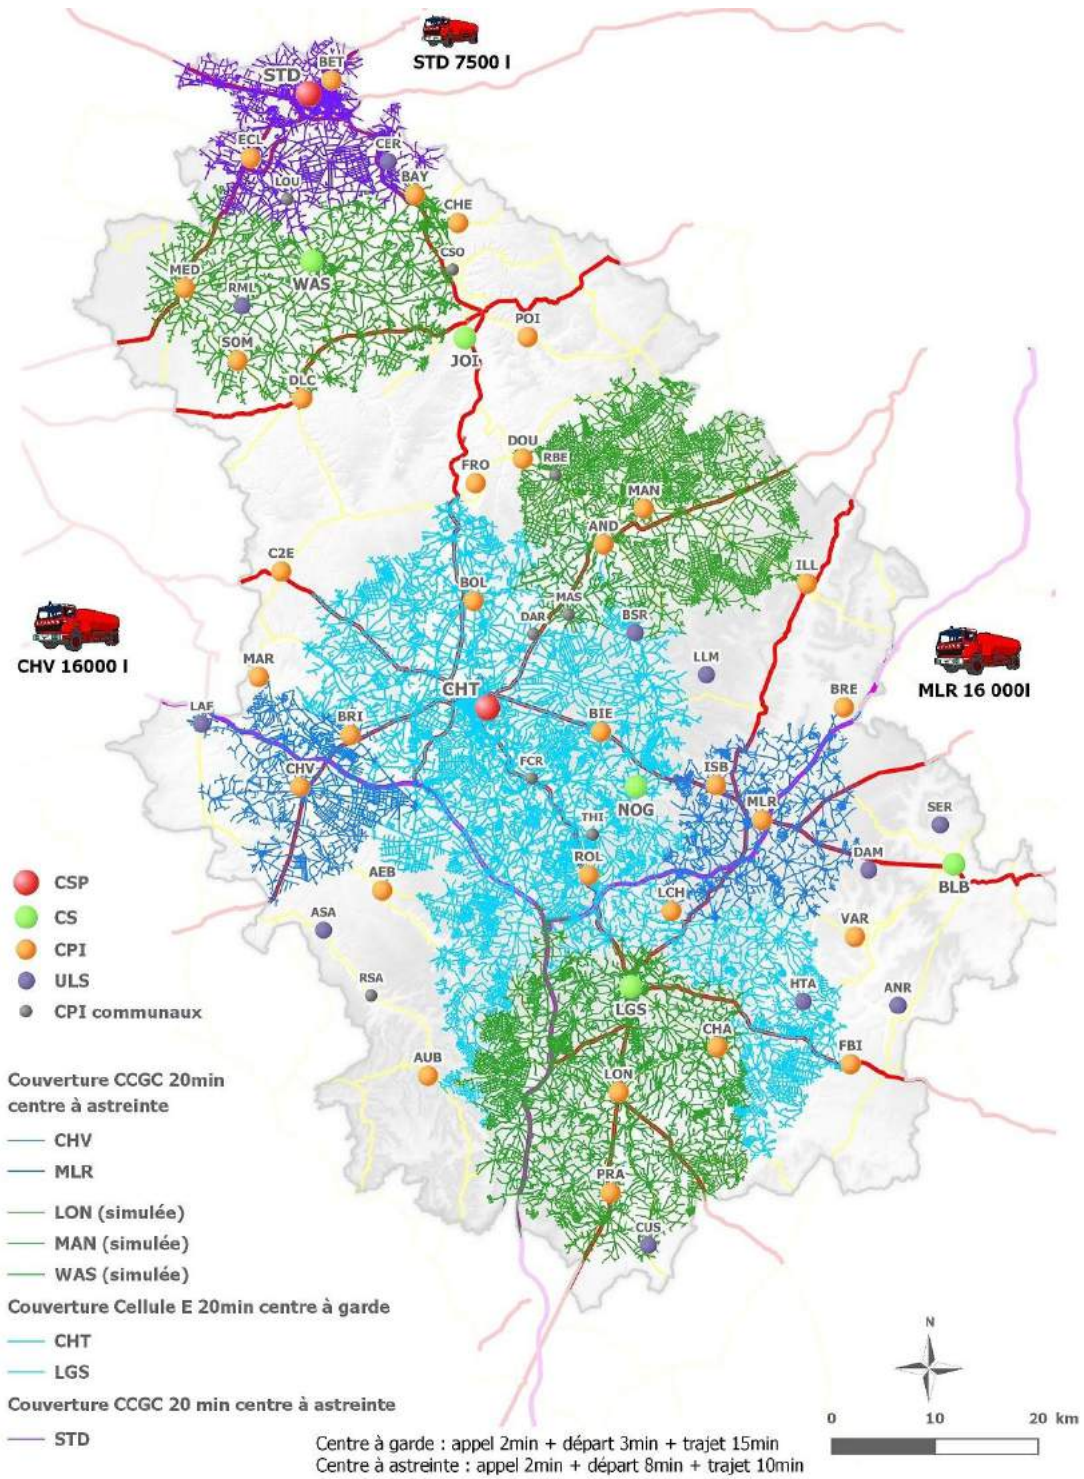 STD 7500 l
BET
STD
ECL
CER
LOU
BAY
CHE
CSO
MED
WAS
RML
POI
SOM
JOI
DLC
DOU
RBE
FRO
MAN
AND
C2E
ILL
BOL
MAS
DAR
BSR
CHV 16000 l
MLR 16 000l
MAR
LLM
CHT
BRE
LAF
BRI
BIE
FCR
CHV
ISB
NOG
MLR
SER
THI
ROL
DAM
BLB
AEB
LCH
ASA
VAR
RSA
HTA
ANR
LGS
CHA
FBI
AUB
LON
PRA
CUS
CSP
CS
CPI
ULS
CPI communaux
Couverture CCGC 20min
centre à astreinte
CHV
MLR
LON (simulée)
MAN (simulée)
WAS (simulée)
Couverture Cellule E 20min centre à garde
CHT
LGS
Couverture CCGC 20 min centre à astreinte
STD
N
0 10 20 km
Centre à garde : appel 2min + départ 3min + trajet 15min
Centre à astreinte : appel 2min + départ 8min + trajet 10min